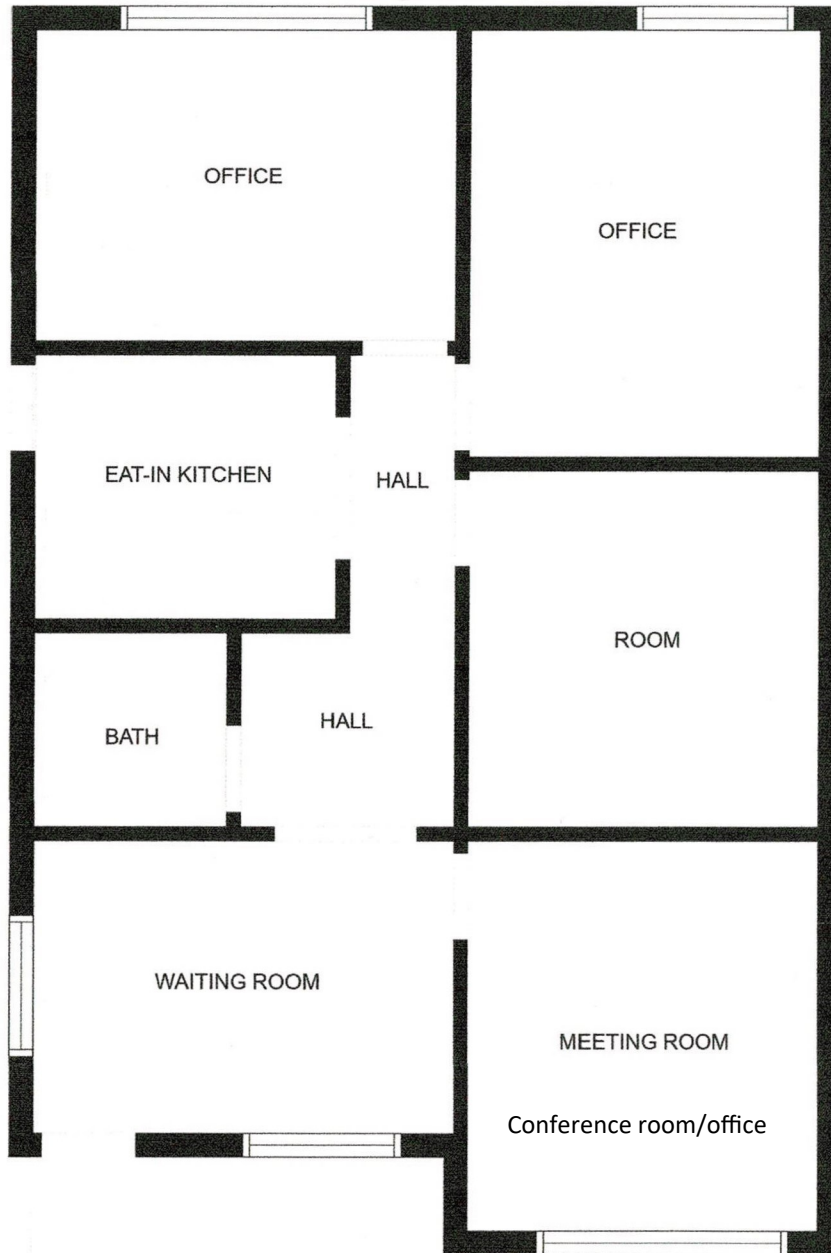 OFFICE
OFFICE
EAT-IN KITCHEN
HALL
ROOM
BATH
HALL
WAITING ROOM
MEETING ROOM
Conference room/office